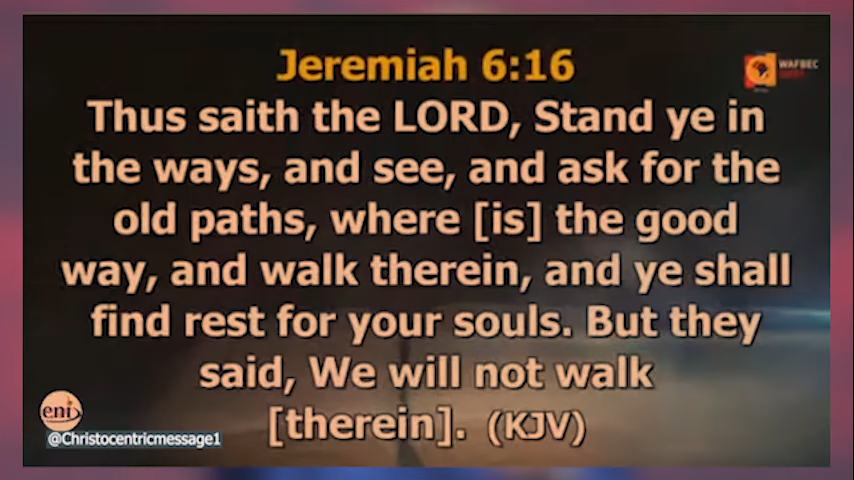 Jeremiah 6:16
WAFBEC
Thus saith the LORD, Stand ye in
the ways, and see, and ask for the
old paths, where [is] the good
way, and walk therein, and ye shall
find rest for your souls. But they
said, We will not walk
[therein]. (KJV)
eni
@Christocentricmessage1